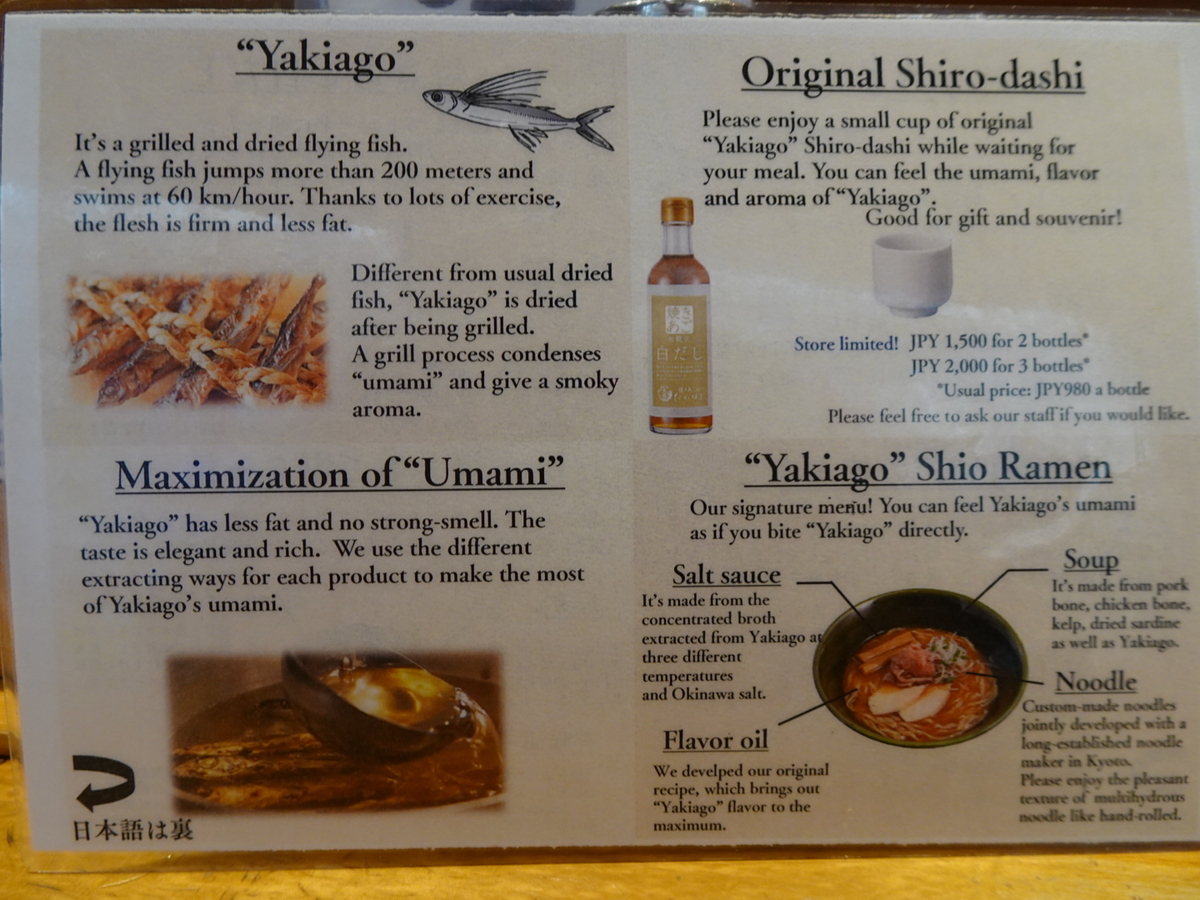 “Yakiago”
It’s a grilled and dried flying fish.
A flying fish jumps more than 200 meters and
swims at 60 km/hour. Thanks to lots of exercise,
the flesh is firm and less fat.
Different from usual dried
fish, “Yakiago” is dried
after being grilled.
A grill process condenses
“umami” and give a smoky
aroma.
Maximization of “Umami”
“Yakiago” has less fat and no strong-smell. The
taste is elegant and rich. We use the different
extracting ways for each product to make the most
of Yakiago’s umami.
日本語は裏
Original Shiro-dashi
Please enjoy a small cup of original
“Yakiago” Shiro-dashi while waiting for
your meal. You can feel the umami, flavor
and aroma of “Yakiago”.
Good for gift and souvenir!
白だし
Store limited! JPY 1,500 for 2 bottles*
JPY 2,000 for 3 bottles*
*Usual price: JPY980 a bottle
Please feel free to ask our staff if you would like.
“Yakiago” Shio Ramen
Our signature menu! You can feel Yakiago’s umami
as if you bite “Yakiago” directly.
Salt sauce
It’s made from the
concentrated broth
extracted from Yakiago at
three different
temperatures
and Okinawa salt.
Flavor oil
We develped our original
recipe, which brings out
“Yakiago” flavor to the
maximum.
Soup
It’s made from pork
bone, chicken bone,
kelp, dried sardine
as well as Yakiago.
Noodle
Custom-made noodles
jointly developed with a
long-established noodle
maker in Kyoto.
Please enjoy the pleasant
texture of multihydrous
noodle like hand-rolled.